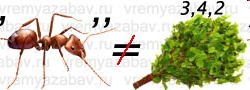 vremyazabav.ru
3,4,2
, ,, ≠
vremyazabav.ru